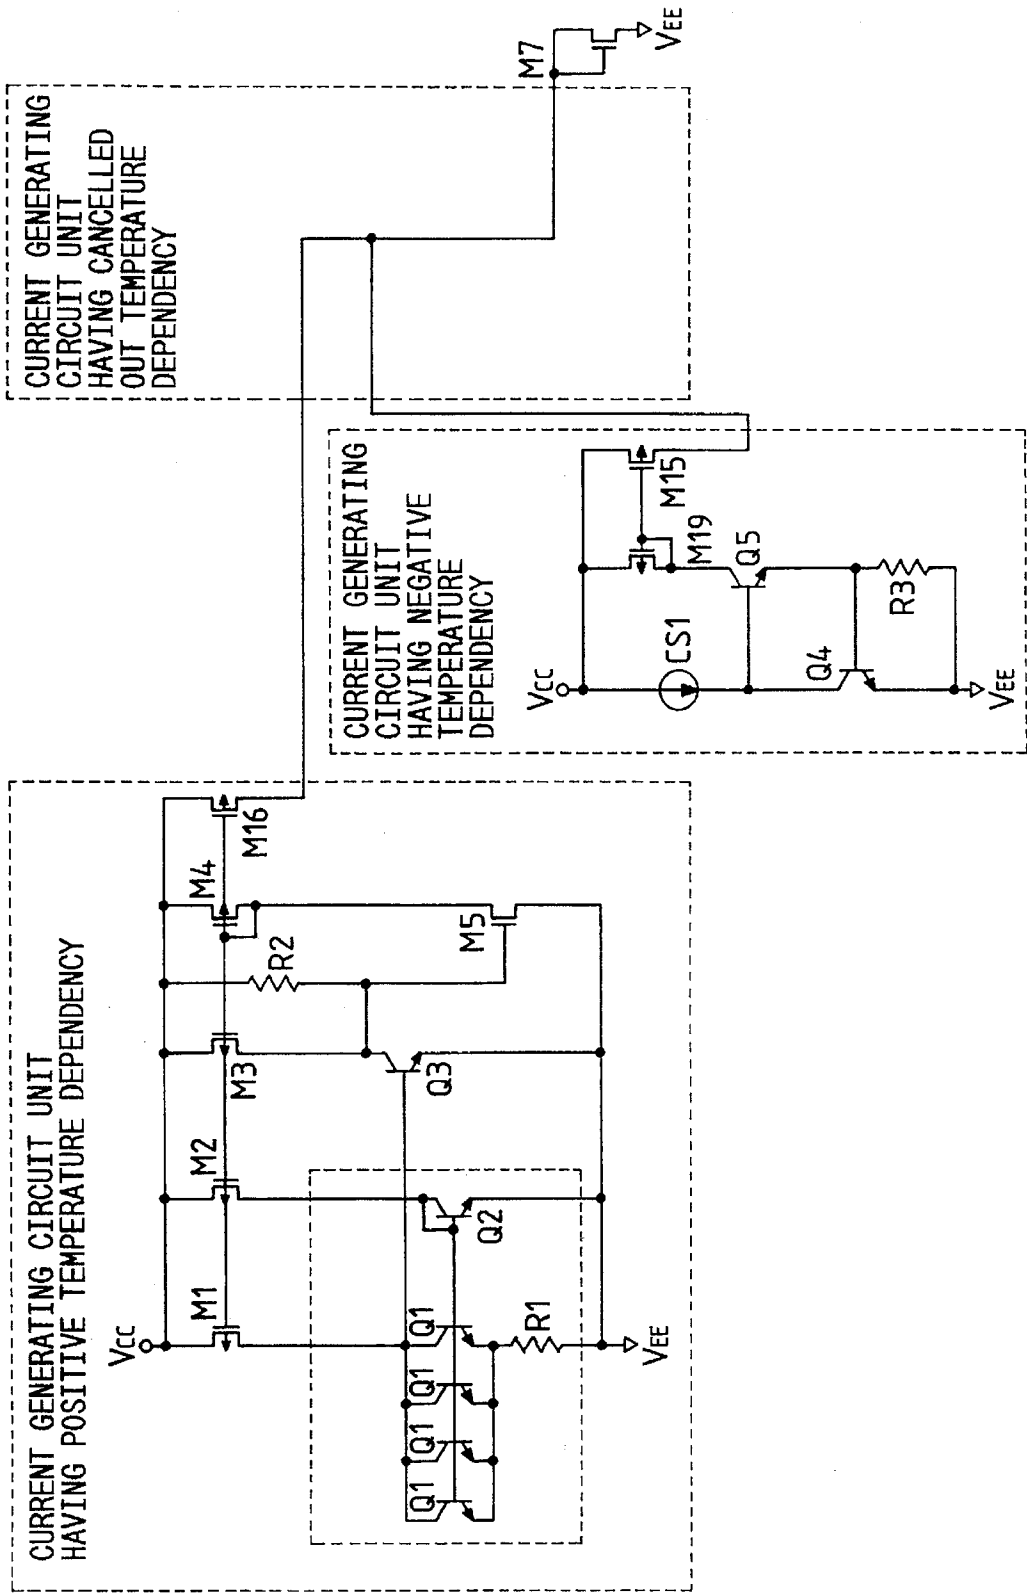 CURRENT GENERATING CIRCUIT UNIT
HAVING POSITIVE TEMPERATURE DEPENDENCY
VCC
M1
M2
M3
M4
M16
R2
M5
Q3
Q1
Q1
Q1
Q1
Q2
R1
VEE
CURRENT GENERATING
CIRCUIT UNIT
HAVING NEGATIVE
TEMPERATURE
DEPENDENCY
VCC
CS1
M19
M15
Q5
Q4
R3
VEE
CURRENT GENERATING
CIRCUIT UNIT
HAVING CANCELLED
OUT TEMPERATURE
DEPENDENCY
M7
VEE